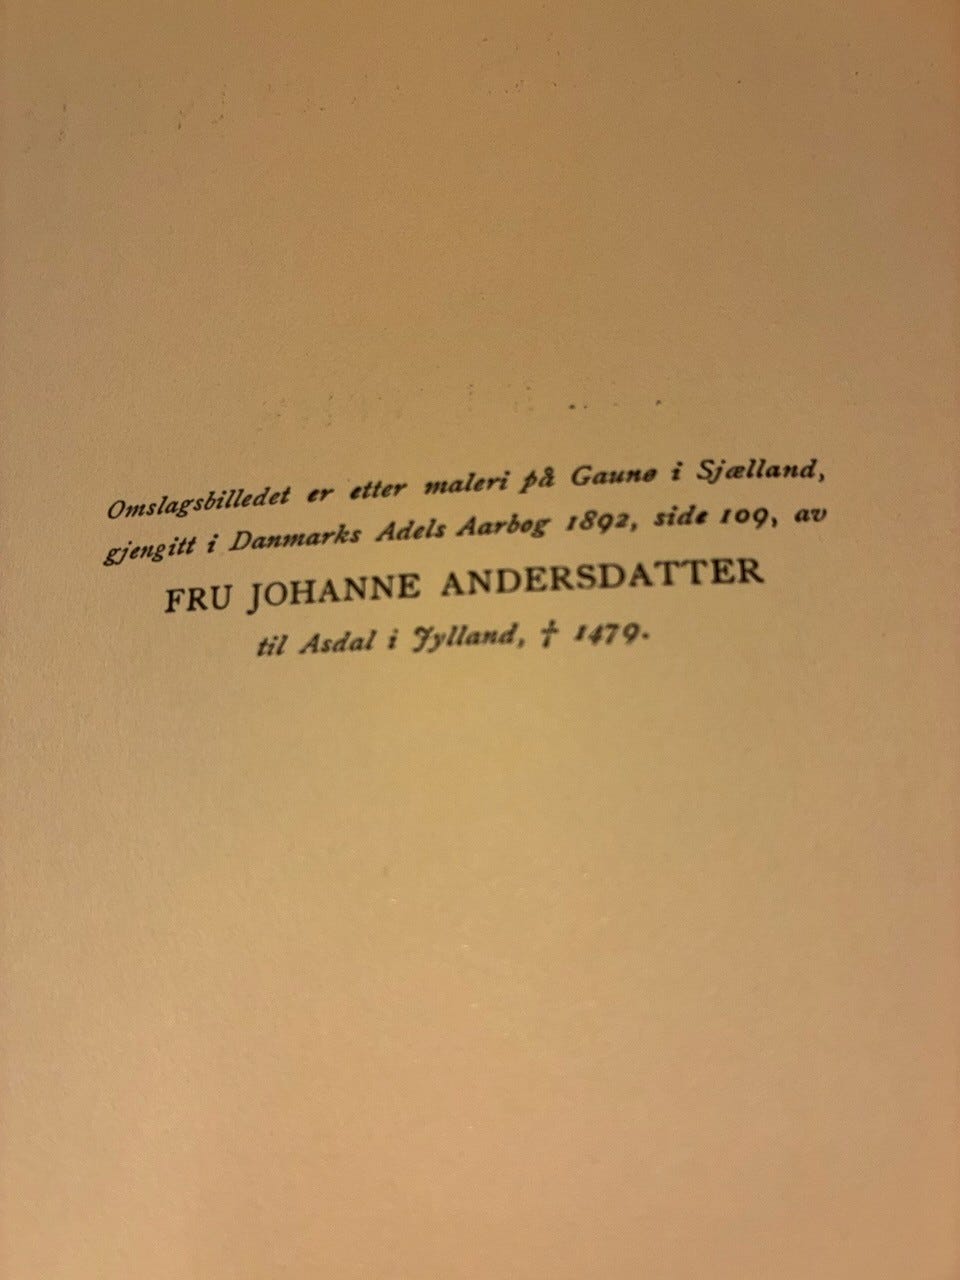 Omslagsbilledet er etter maleri på Gaunø i Sjælland,
gjengitt i Danmarks Adels Aarbog 1892, side 109, av
FRU JOHANNE ANDERSDATTER
til Asdal i Jylland, † 1479.